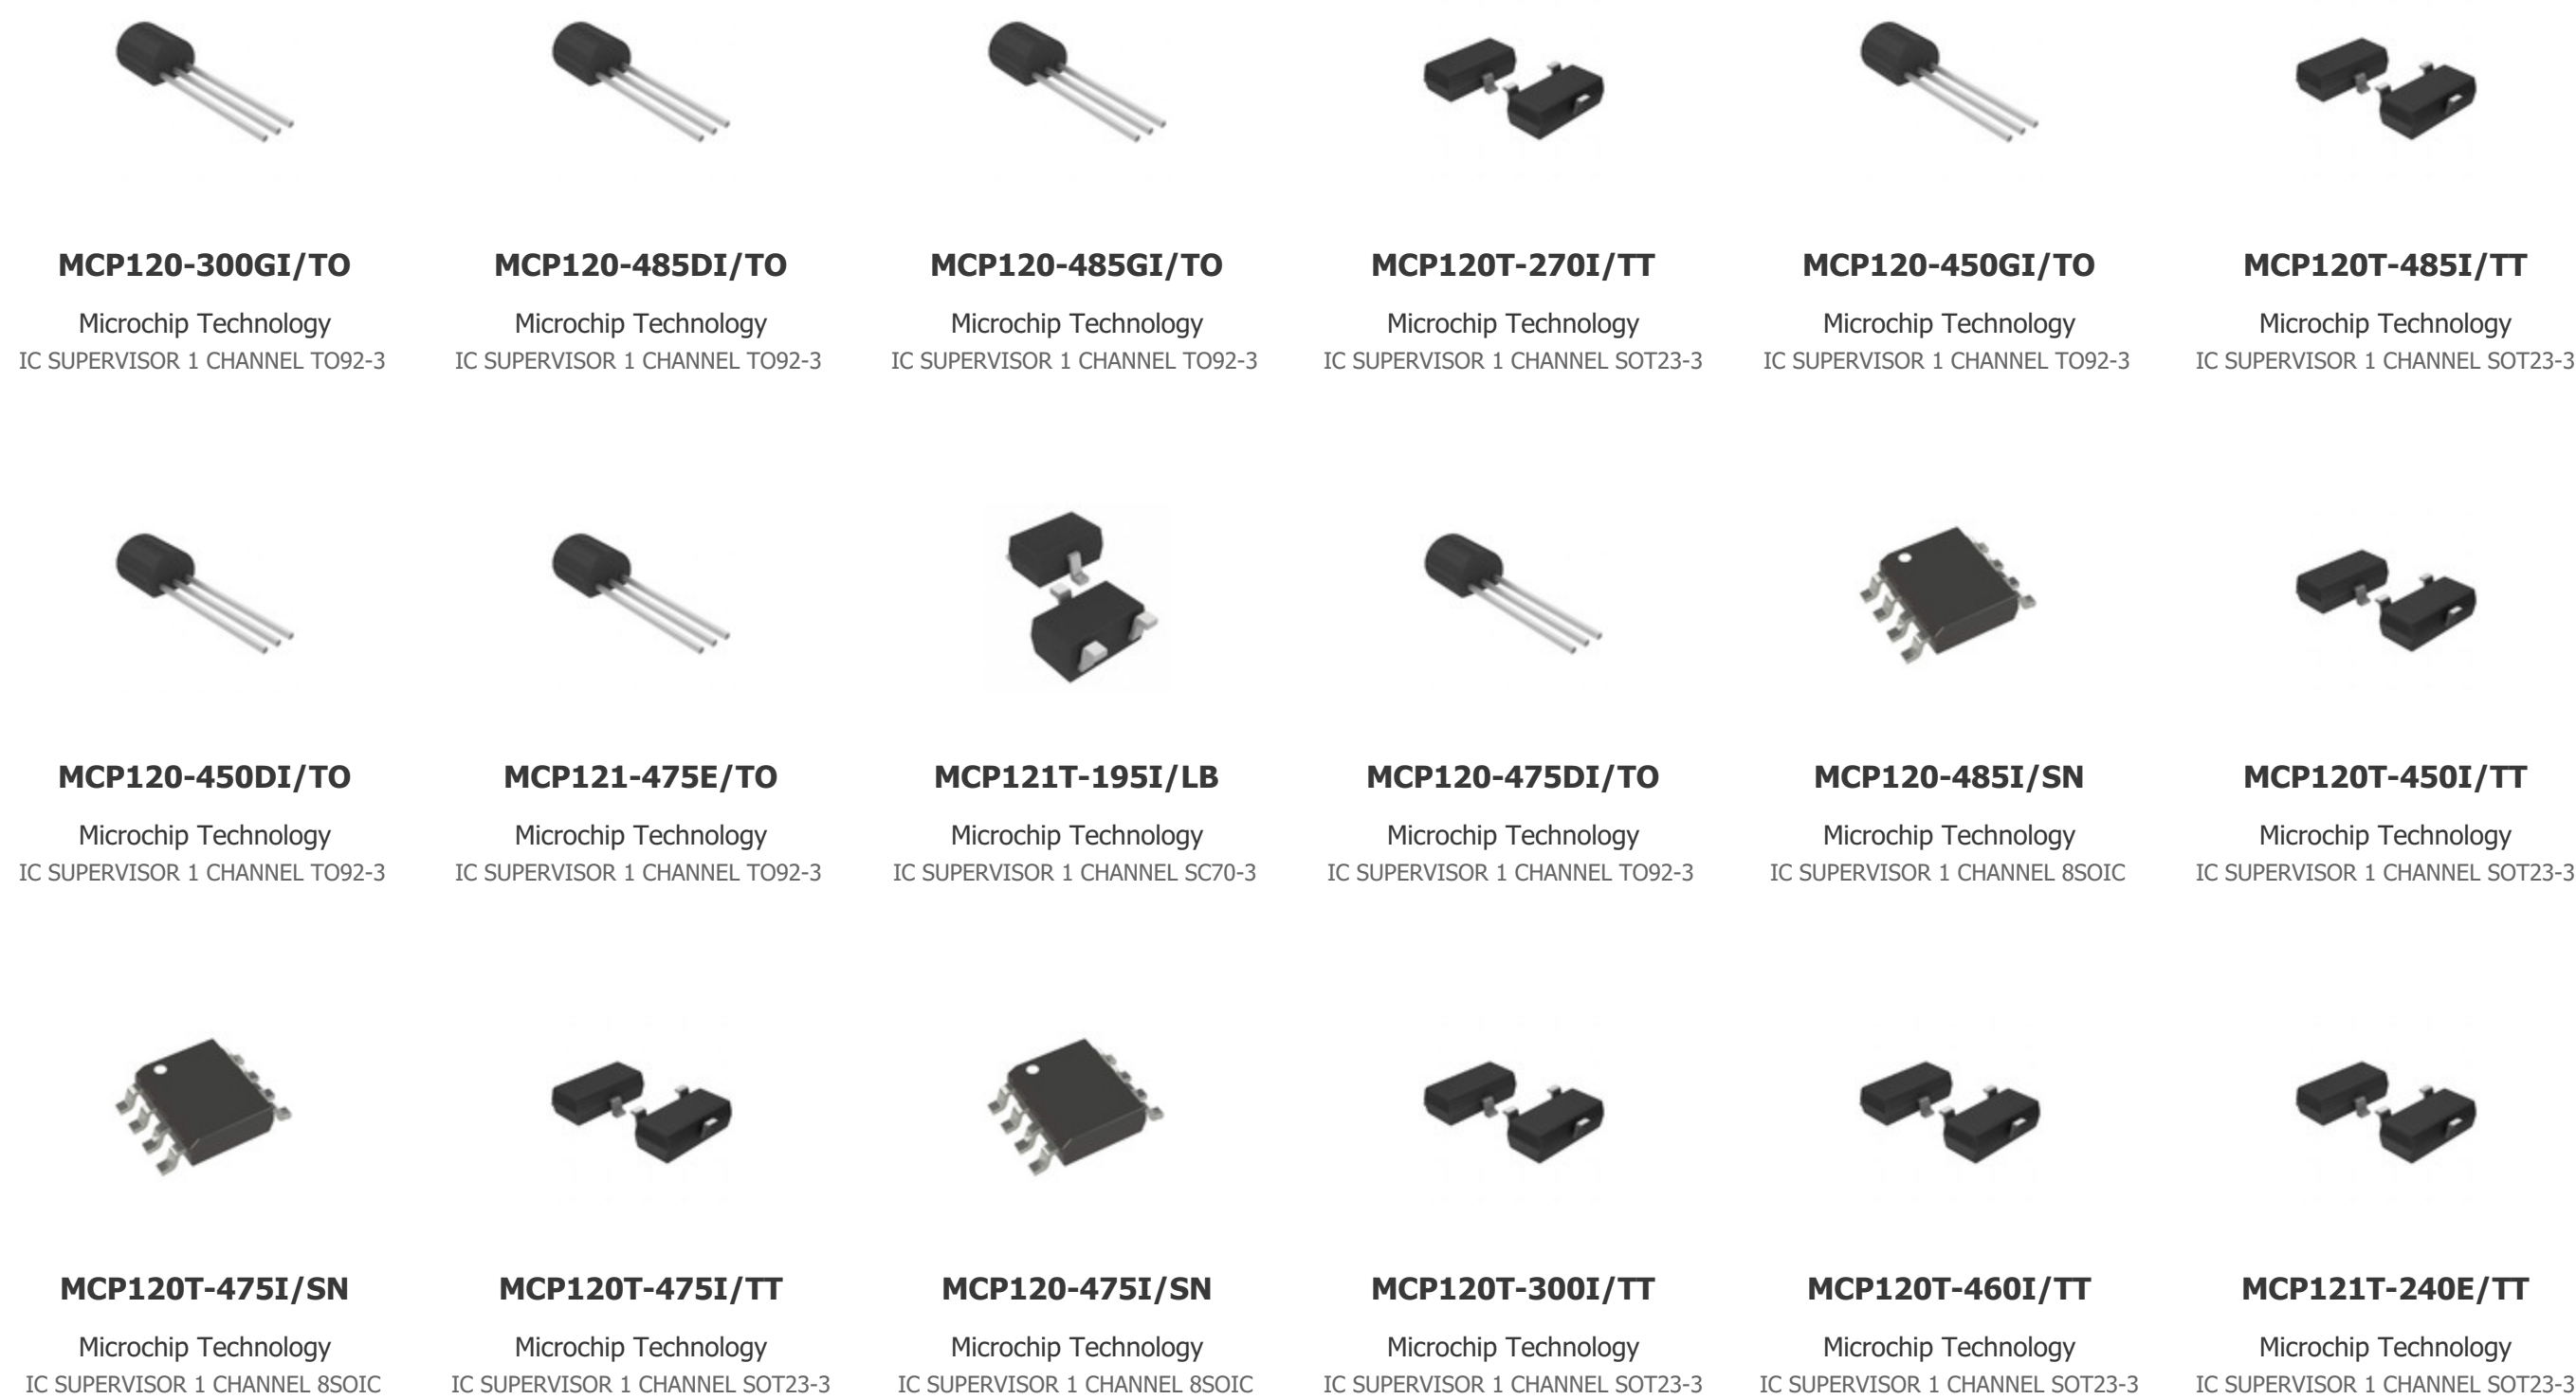 MCP120-300GI/TO
Microchip Technology
IC SUPERVISOR 1 CHANNEL TO92-3
MCP120-485DI/TO
Microchip Technology
IC SUPERVISOR 1 CHANNEL TO92-3
MCP120-485GI/TO
Microchip Technology
IC SUPERVISOR 1 CHANNEL TO92-3
MCP120T-270I/TT
Microchip Technology
IC SUPERVISOR 1 CHANNEL SOT23-3
MCP120-450GI/TO
Microchip Technology
IC SUPERVISOR 1 CHANNEL TO92-3
MCP120T-485I/TT
Microchip Technology
IC SUPERVISOR 1 CHANNEL SOT23-3
MCP120-450DI/TO
Microchip Technology
IC SUPERVISOR 1 CHANNEL TO92-3
MCP121-475E/TO
Microchip Technology
IC SUPERVISOR 1 CHANNEL TO92-3
MCP121T-195I/LB
Microchip Technology
IC SUPERVISOR 1 CHANNEL SC70-3
MCP120-475DI/TO
Microchip Technology
IC SUPERVISOR 1 CHANNEL TO92-3
MCP120-485I/SN
Microchip Technology
IC SUPERVISOR 1 CHANNEL 8SOIC
MCP120T-450I/TT
Microchip Technology
IC SUPERVISOR 1 CHANNEL SOT23-3
MCP120T-475I/SN
Microchip Technology
IC SUPERVISOR 1 CHANNEL 8SOIC
MCP120T-475I/TT
Microchip Technology
IC SUPERVISOR 1 CHANNEL SOT23-3
MCP120-475I/SN
Microchip Technology
IC SUPERVISOR 1 CHANNEL 8SOIC
MCP120T-300I/TT
Microchip Technology
IC SUPERVISOR 1 CHANNEL SOT23-3
MCP120T-460I/TT
Microchip Technology
IC SUPERVISOR 1 CHANNEL SOT23-3
MCP121T-240E/TT
Microchip Technology
IC SUPERVISOR 1 CHANNEL SOT23-3